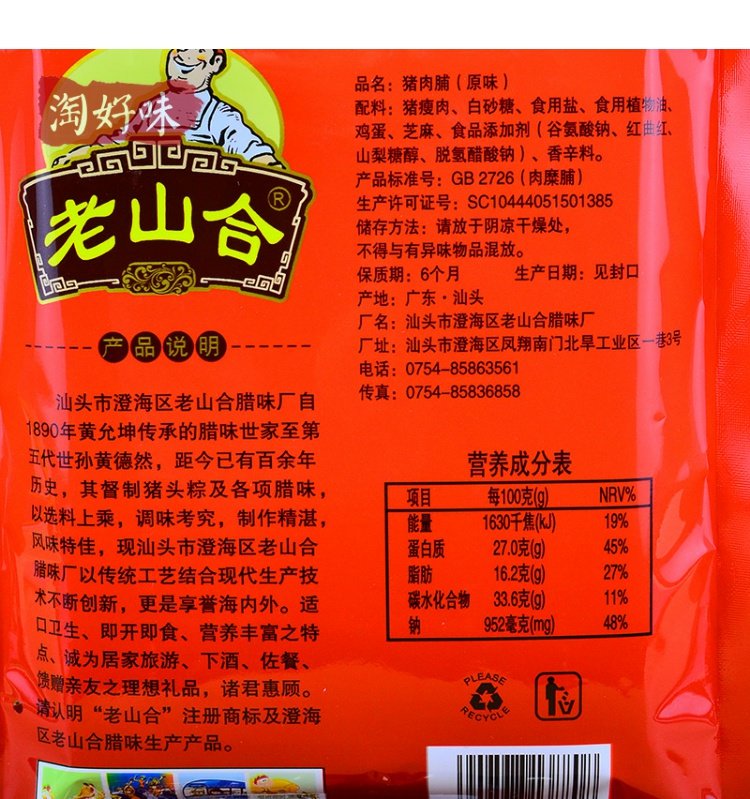 淘好味
老山合®
产品说明
汕头市澄海区老山合腊味厂自
1890年黄允坤传承的腊味世家至第
五代世孙黄德然，距今已有百余年
历史，其督制猪头粽及各项腊味，
以选料上乘，调味考究，制作精湛，
风味特佳，现汕头市澄海区老山合
腊味厂以传统工艺结合现代生产技
术不断创新，更是享誉海内外。适
口卫生、即开即食、营养丰富之特
点、诚为居家旅游、下酒、佐餐、
馈赠亲友之理想礼品，诸君惠顾。
请认明“老山合”注册商标及澄海
区老山合腊味生产产品。
品名：猪肉脯（原味）
配料：猪瘦肉、白砂糖、食用盐、食用植物油、
鸡蛋、芝麻、食品添加剂（谷氨酸钠、红曲红、
山梨糖醇、脱氢醋酸钠）、香辛料。
产品标准号：GB 2726（肉糜脯）
生产许可证号：SC10444051501385
储存方法：请放于阴凉干燥处，
不得与有异味物品混放。
保质期：6个月 生产日期：见封口
产地：广东·汕头
厂名：汕头市澄海区老山合腊味厂
厂址：汕头市澄海区凤翔南门北旱工业区一巷3号
电话：0754-85863561
传真：0754-85836858
营养成分表
项目 每100克(g) NRV%
能量 1630千焦(kJ) 19%
蛋白质 27.0克(g) 45%
脂肪 16.2克(g) 27%
碳水化合物 33.6克(g) 11%
钠 952毫克(mg) 48%
PLEASE
RECYCLE